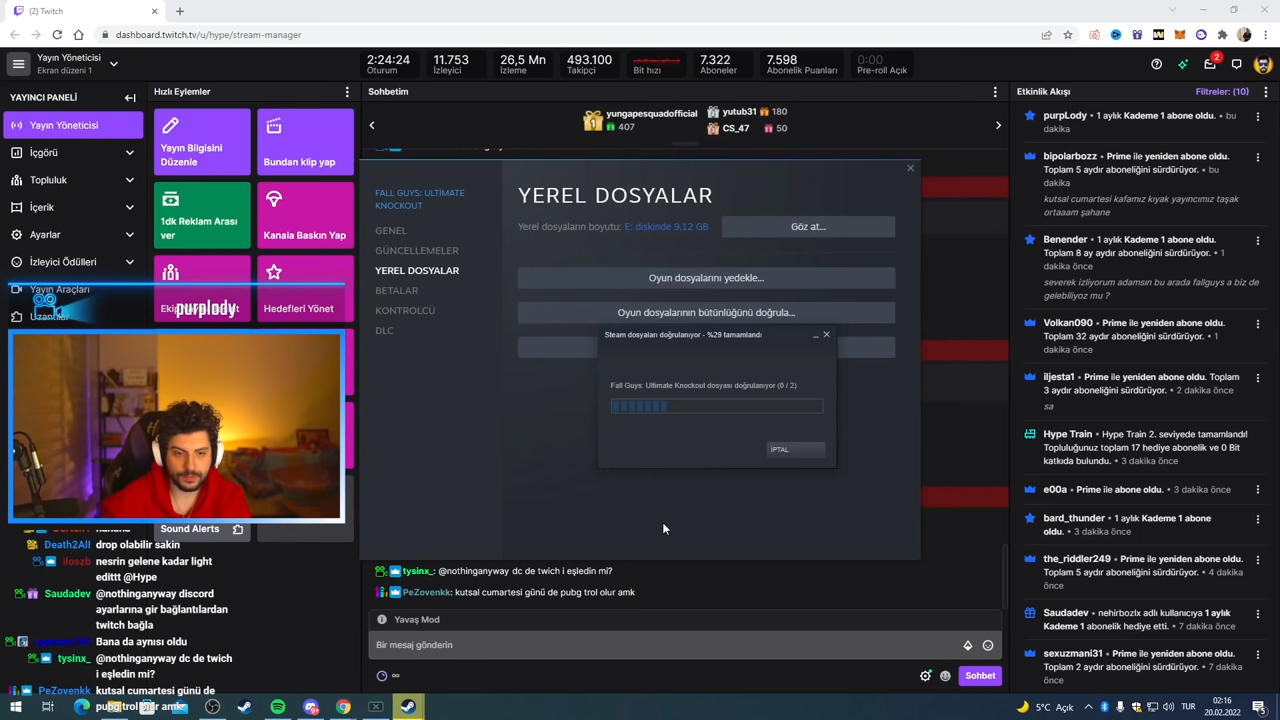 (2) Twitch
dashboard.twitch.tv/u/hype/stream-manager
Yayın Yöneticisi
Ekran düzeni 1
2:24:24
Oturum
11.753
İzleyici
26,5 Mn
İzleme
493.100
Takipçi
Bit hızı
7.322
Aboneler
7.598
Abonelik Puanları
0:00
Pre-roll Açık
2
YAYINCI PANELİ
Yayın Yöneticisi
İçgörü
Topluluk
İçerik
Ayarlar
İzleyici Ödülleri
Yayın Araçları
Uzantılar
Hızlı Eylemler
Yayın Bilgisini
Düzenle
Bundan klip yap
1dk Reklam Arası
ver
Kanala Baskın Yap
Hedefleri Yönet
Sound Alerts
purplody
Sohbetim
yungapesquadofficial
407
yutub31 180
CS_47 50
FALL GUYS: ULTIMATE
KNOCKOUT
GENEL
GÜNCELLEMELER
YEREL DOSYALAR
BETALAR
KONTROLCÜ
DLC
YEREL DOSYALAR
Yerel dosyaların boyutu: E: diskinde 9,12 GB
Göz at...
Oyun dosyalarını yedekle...
Oyun dosyalarının bütünlüğünü doğrula...
Steam dosyaları doğrulanıyor - %29 tamamlandı
Fall Guys: Ultimate Knockout dosyası doğrulanıyor (0 / 2)
İPTAL
tysinx_: @nothinganyway dc de twich i eşledin mi?
PeZovenkk: kutsal cumartesi günü de pubg trol olur amk
Yavaş Mod
Bir mesaj gönderin
Sohbet
Death2All drop olabilir sakin
iloszb nesrin gelene kadar light
edittt @Hype
Saudadev @nothinganyway discord
ayarlarına gir bağlantılardan
twitch bağla
Bana da aynısı oldu
tysinx_ @nothinganyway dc de twich
i eşledin mi?
PeZovenkk kutsal cumartesi günü de
pubg trol olur amk
Etkinlik Akışı
Filtreler: (10)
purpLody • 1 aylık Kademe 1 abone oldu. • bu
dakika
bipolarbozz • Prime ile yeniden abone oldu.
Toplam 5 aydır aboneliğini sürdürüyor. • bu
dakika
kutsal cumartesi kafamız kıyak yayıncımız taşak
ortaaam şahane
Benender • 1 aylık Kademe 1 abone oldu.
Toplam 8 ay aydır aboneliğini sürdürüyor. • 1
dakika önce
severek izliyorum adamsın bu arada fallguys a biz de
gelebiliyoz mu ?
Volkan090 • Prime ile yeniden abone oldu.
Toplam 32 aydır aboneliğini sürdürüyor. • 1
dakika önce
iljesta1 • Prime ile yeniden abone oldu. Toplam
3 aydır aboneliğini sürdürüyor. • 2 dakika önce
sa
Hype Train • Hype Train 2. seviyede tamamlandı!
Topluluğunuz toplam 17 hediye abonelik ve 0 Bit
katkıda bulundu. • 3 dakika önce
e00a • Prime ile abone oldu. • 3 dakika önce
bard_thunder • 1 aylık Kademe 1 abone
oldu. • 3 dakika önce
the_riddler249 • Prime ile yeniden abone oldu.
Toplam 5 aydır aboneliğini sürdürüyor. • 4 dakika
önce
Saudadev • nehirbozlx adlı kullanıcıya 1 aylık
Kademe 1 abonelik hediye etti. • 7 dakika önce
sexuzmani31 • Prime ile yeniden abone oldu.
Toplam 2 aydır aboneliğini sürdürüyor. • 7 dakika
önce
5°C Açık
TUR
02:16
20.02.2022
5